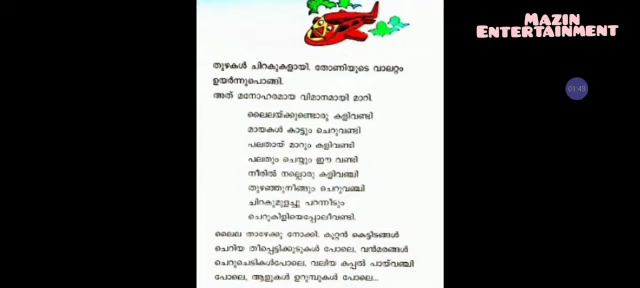 MAZIN
ENTERTAINMENT
01:43
തുഴകൾ ചിറകുകളായി. തോണിയുടെ വാലറ്റം
ഉയർന്നുപൊങ്ങി.
അത് മനോഹരമായ വിമാനമായി മാറി.
ലൈലയ്ക്കുണ്ടൊരു കളിവണ്ടി
മായകൾ കാട്ടും ചെറുവണ്ടി
പലതായ് മാറും കളിവണ്ടി
പലതും ചെയ്യും ഈ വണ്ടി
നീരിൽ നല്ലൊരു കളിവഞ്ചി
തുഴഞ്ഞുനീങ്ങും ചെറുവഞ്ചി
ചിറകുമുളച്ചു പറന്നീടും
ചെറുകിളിയെപ്പോലീവണ്ടി.
ലൈല താഴേക്കു നോക്കി. കൂറ്റൻ കെട്ടിടങ്ങൾ
ചെറിയ തീപ്പെട്ടിക്കൂടുകൾ പോലെ, വൻമരങ്ങൾ
ചെറുചെടികൾപോലെ, വലിയ കപ്പൽ പായ്‌വഞ്ചി
പോലെ, ആളുകൾ ഉറുമ്പുകൾ പോലെ...